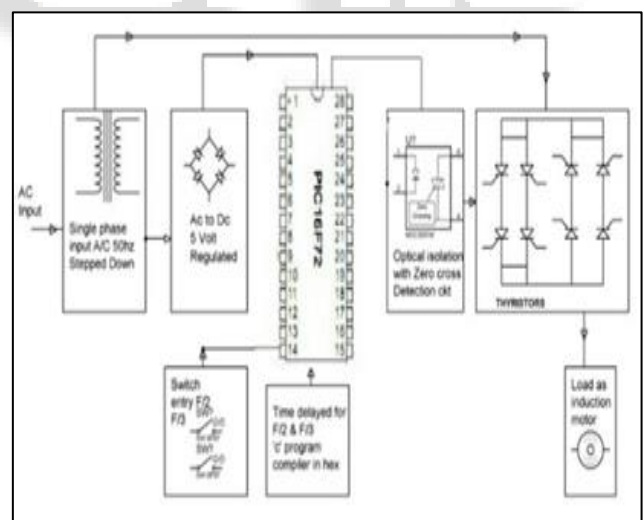 AC
Input
Single phase
input A/C 50hz
Stepped Down
Ac to Dc
5 Volt
Regulated
PIC16F72
1
2
3
4
5
6
7
8
9
10
11
12
13
14
28
27
26
25
24
23
22
21
20
19
18
17
16
15
U?
Optical isolation
with Zero cross
Detection ckt
THYRISTORS
Switch
entry F/2
F/3
SW?
SW?
Time delayed for
F/2 & F/3
'c' program
compiler in hex
Load as
induction
motor